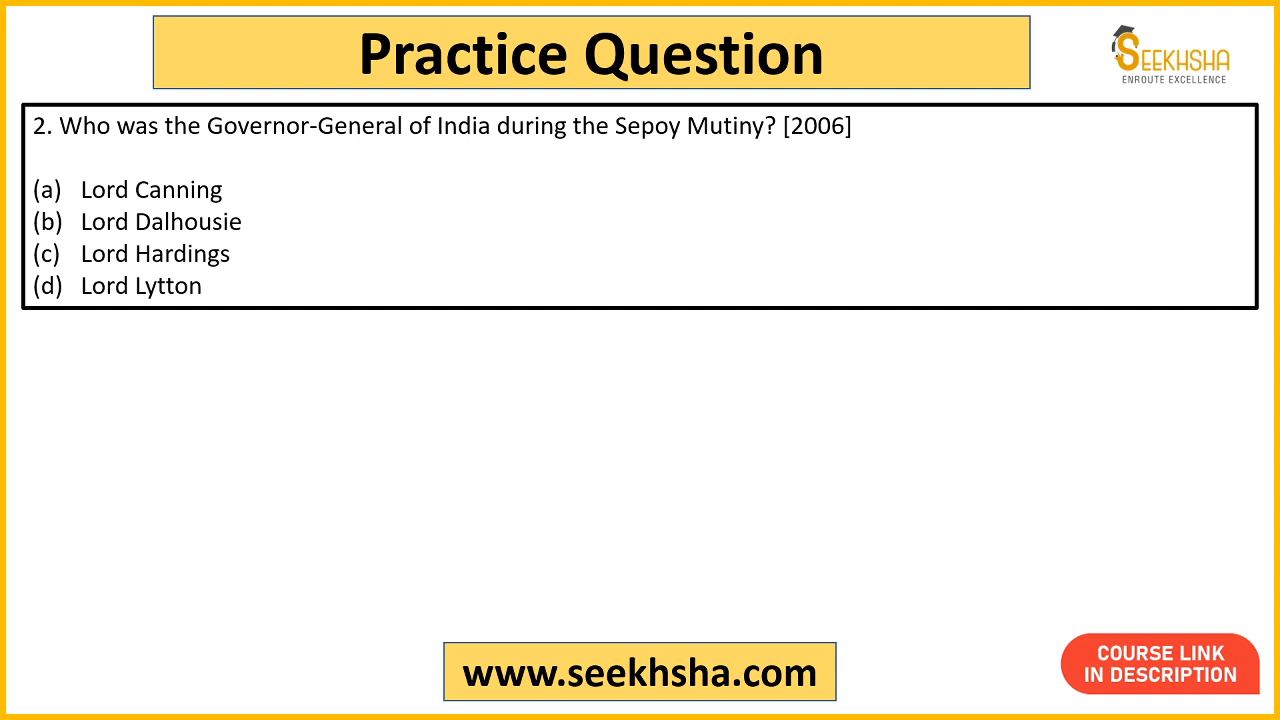 Practice Question
SEEKHSHA
ENROUTE EXCELLENCE
2. Who was the Governor-General of India during the Sepoy Mutiny? [2006]
(a) Lord Canning
(b) Lord Dalhousie
(c) Lord Hardings
(d) Lord Lytton
www.seekhsha.com
COURSE LINK
IN DESCRIPTION